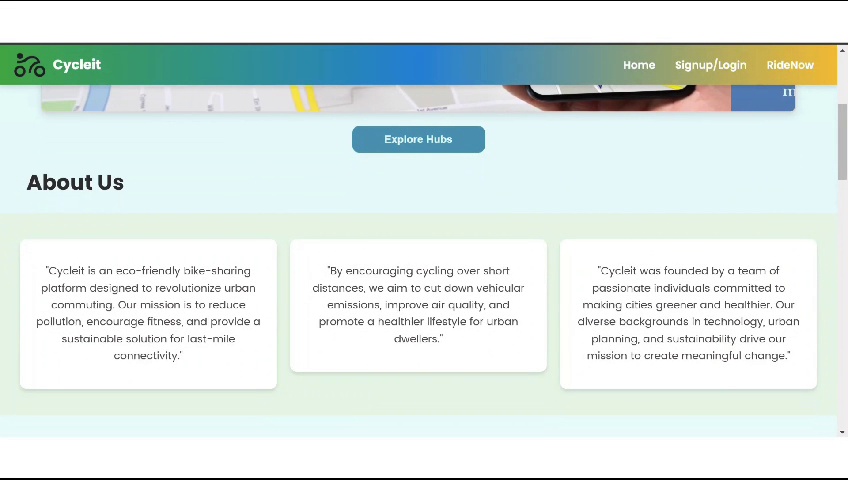 Cycleit
Home Signup/Login RideNow
Explore Hubs
About Us
"Cycleit is an eco-friendly bike-sharing
platform designed to revolutionize urban
commuting. Our mission is to reduce
pollution, encourage fitness, and provide a
sustainable solution for last-mile
connectivity."
"By encouraging cycling over short
distances, we aim to cut down vehicular
emissions, improve air quality, and
promote a healthier lifestyle for urban
dwellers."
"Cycleit was founded by a team of
passionate individuals committed to
making cities greener and healthier. Our
diverse backgrounds in technology, urban
planning, and sustainability drive our
mission to create meaningful change."